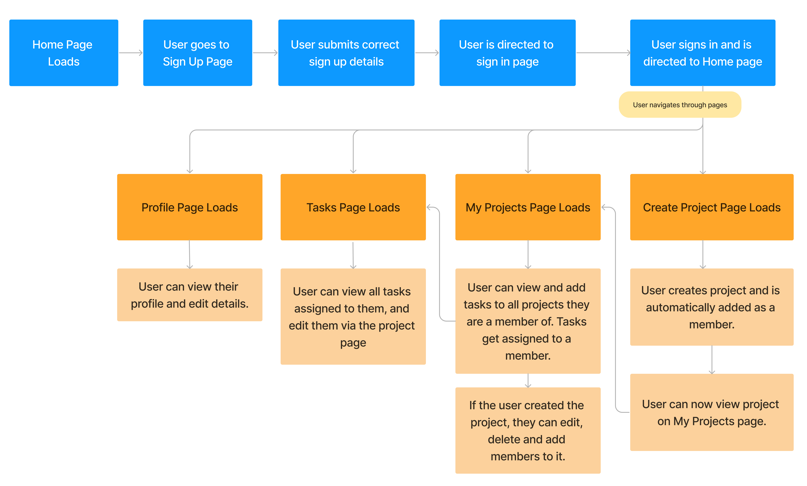 Home Page
Loads
User goes to
Sign Up Page
User submits correct
sign up details
User is directed to
sign in page
User signs in and is
directed to Home page
User navigates through pages
Profile Page Loads
Tasks Page Loads
My Projects Page Loads
Create Project Page Loads
User can view their
profile and edit details.
User can view all tasks
assigned to them, and
edit them via the project
page
User can view and add
tasks to all projects they
are a member of. Tasks
get assigned to a
member.
User creates project and is
automatically added as a
member.
If the user created the
project, they can edit,
delete and add
members to it.
User can now view project
on My Projects page.